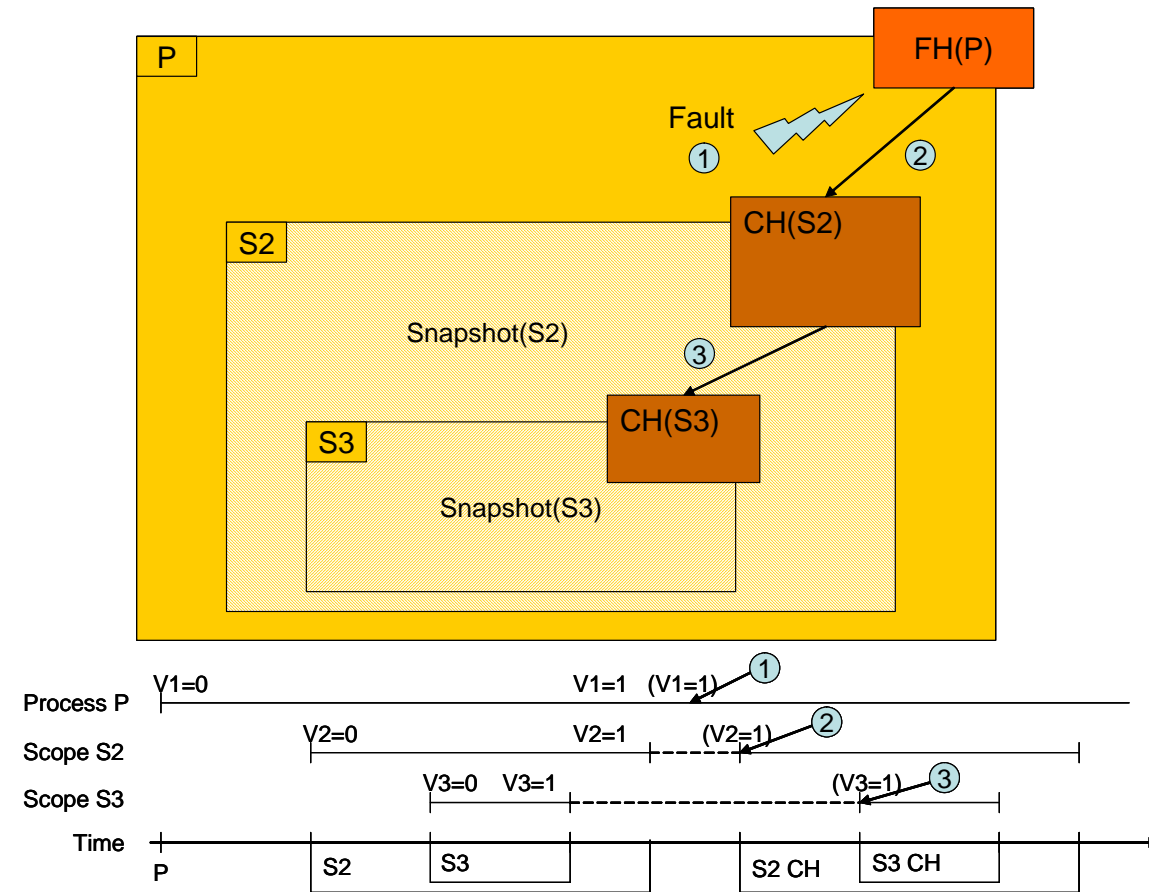 P
FH(P)
Fault
1
2
CH(S2)
S2
Snapshot(S2)
3
CH(S3)
S3
Snapshot(S3)
Process P
V1=0
V1=1
(V1=1)
1
Scope S2
V2=0
V2=1
(V2=1)
2
Scope S3
V3=0
V3=1
(V3=1)
3
Time
P
S2
S3
S2 CH
S3 CH